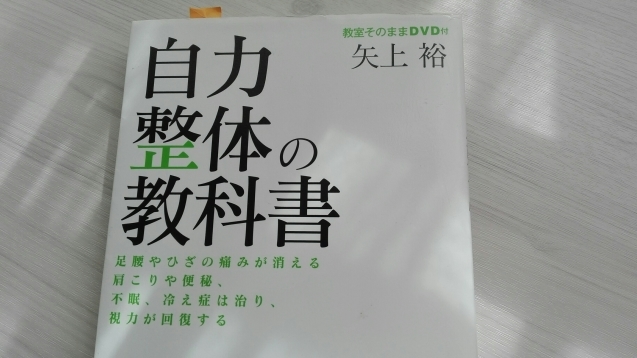 教室そのままDVD付
矢上 裕
自力
整体の
教科書
足腰やひざの痛みが消える
肩こりや便秘、
不眠、冷え症は治り、
視力が回復する